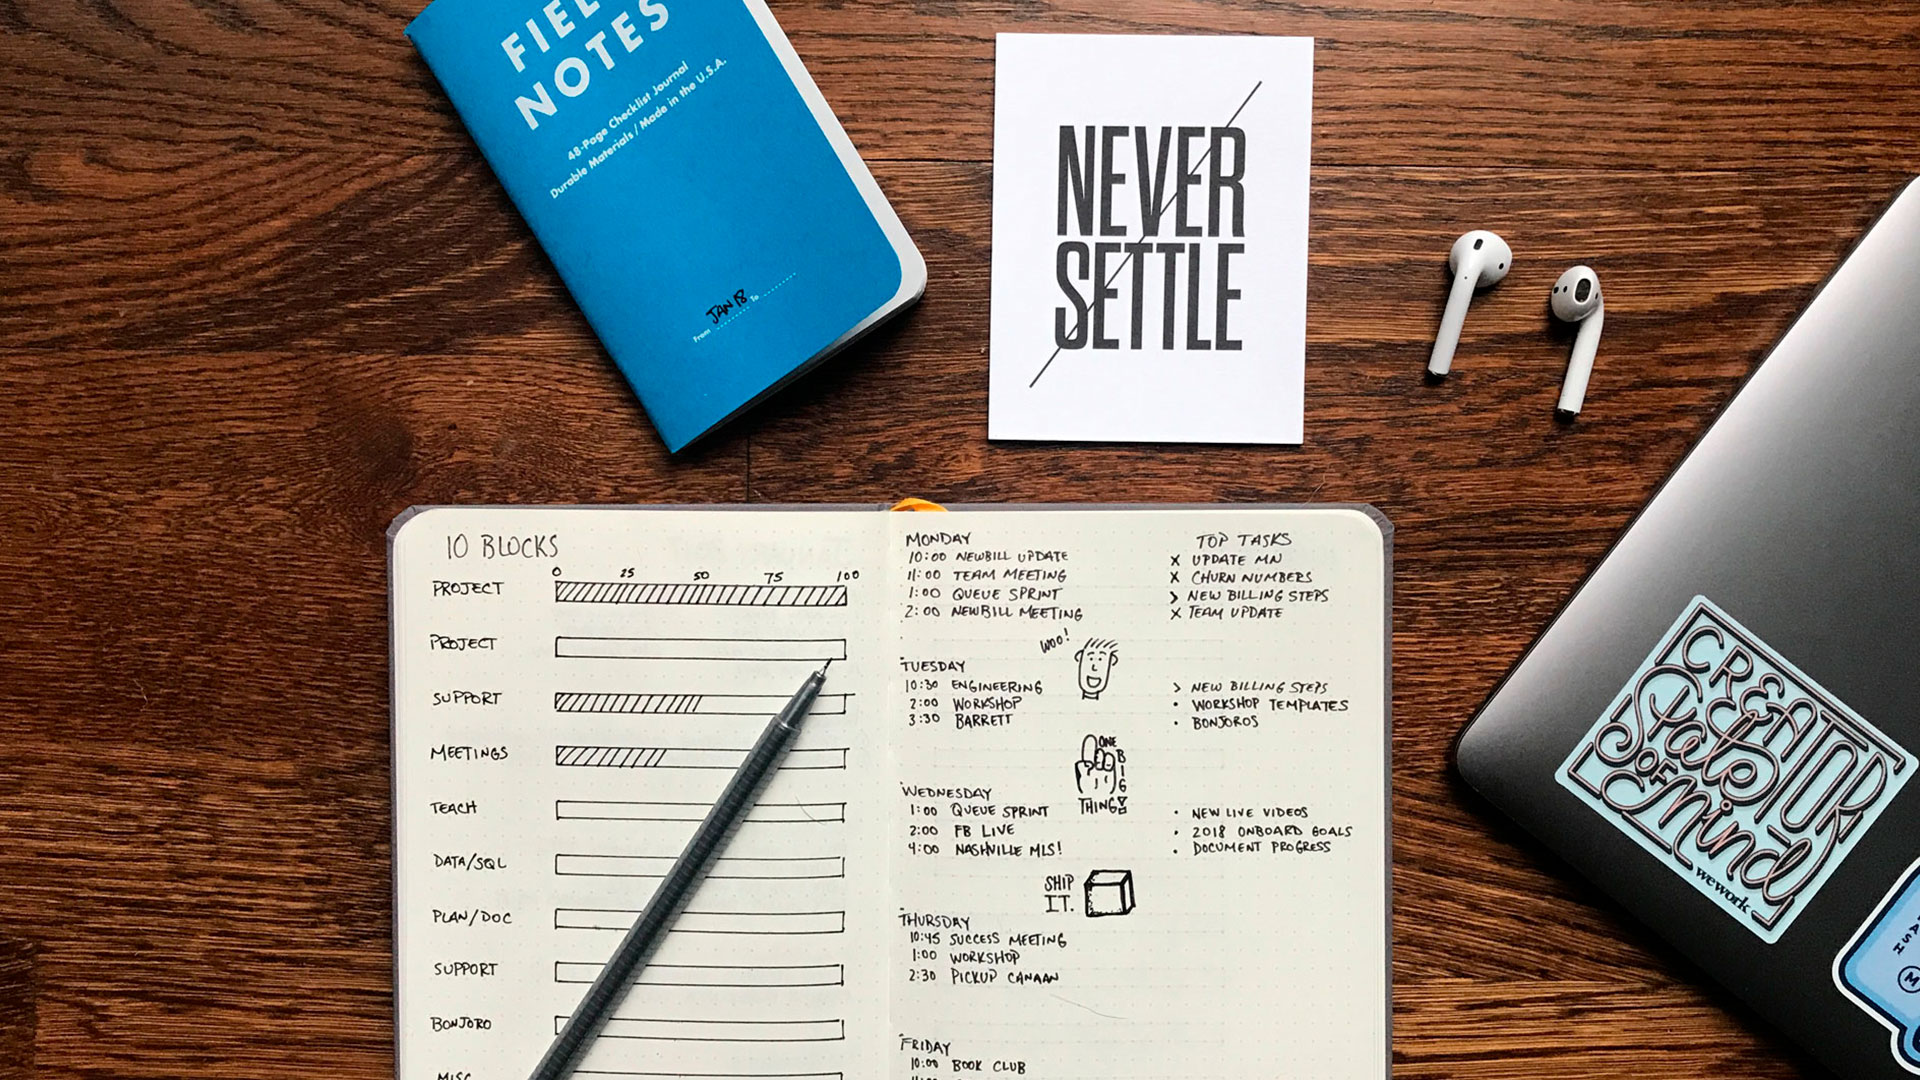 FIEL
NOTES
48-Page Checklist Journal
Durable Materials / Made in the U.S.A.
From JAN 18 To
NEVER
SETTLE
10 BLOCKS
0 25 50 75 100
PROJECT
PROJECT
SUPPORT
MEETINGS
TEACH
DATA/SQL
PLAN/DOC
SUPPORT
BONJORO
MISC
MONDAY
10:00 NEWBILL UPDATE
11:00 TEAM MEETING
1:00 QUEUE SPRINT
2:00 NEWBILL MEETING
TOP TASKS
X UPDATE MN
X CHURN NUMBERS
> NEW BILLING STEPS
X TEAM UPDATE
WOO!
TUESDAY
10:30 ENGINEERING
2:00 WORKSHOP
3:30 BARRETT
> NEW BILLING STEPS
• WORKSHOP TEMPLATES
• BONJOROS
ONE
BIG
THING
WEDNESDAY
1:00 QUEUE SPRINT
2:00 FB LIVE
4:00 NASHVILLE MLS!
• NEW LIVE VIDEOS
• 2018 ONBOARD GOALS
• DOCUMENT PROGRESS
SHIP
IT.
THURSDAY
10:45 SUCCESS MEETING
1:00 WORKSHOP
2:30 PICKUP CANAAN
FRIDAY
10:00 BOOK CLUB
CREATOR
State
OF
Mind
wework
ASH
M